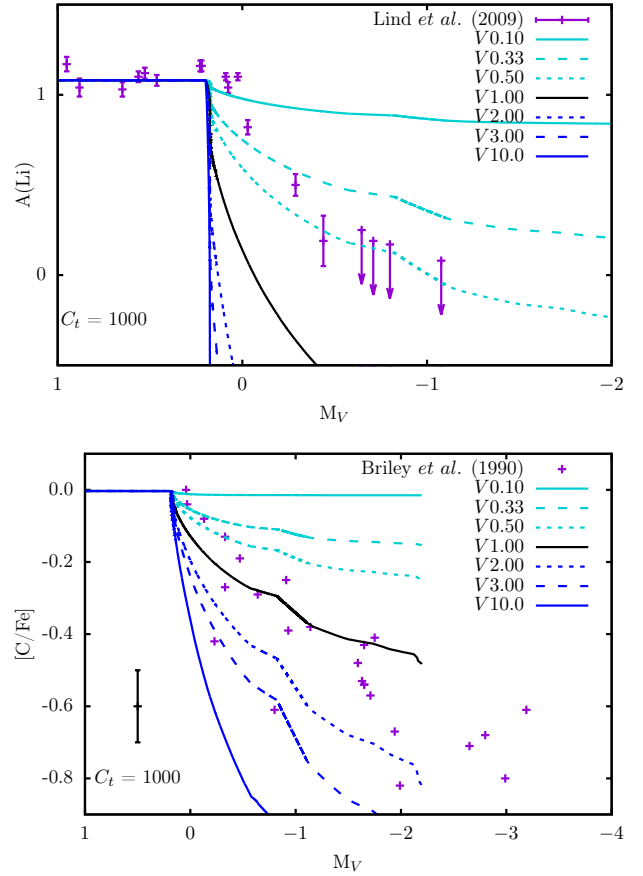 Lind et al. (2009)
V0.10
V0.33
V0.50
V1.00
V2.00
V3.00
V10.0
A(Li)
1
0
C_t = 1000
1 0 −1 −2
M_V
Briley et al. (1990)
V0.10
V0.33
V0.50
V1.00
V2.00
V3.00
V10.0
[C/Fe]
0.0
-0.2
-0.4
-0.6
-0.8
C_t = 1000
1 0 −1 −2 −3 −4
M_V